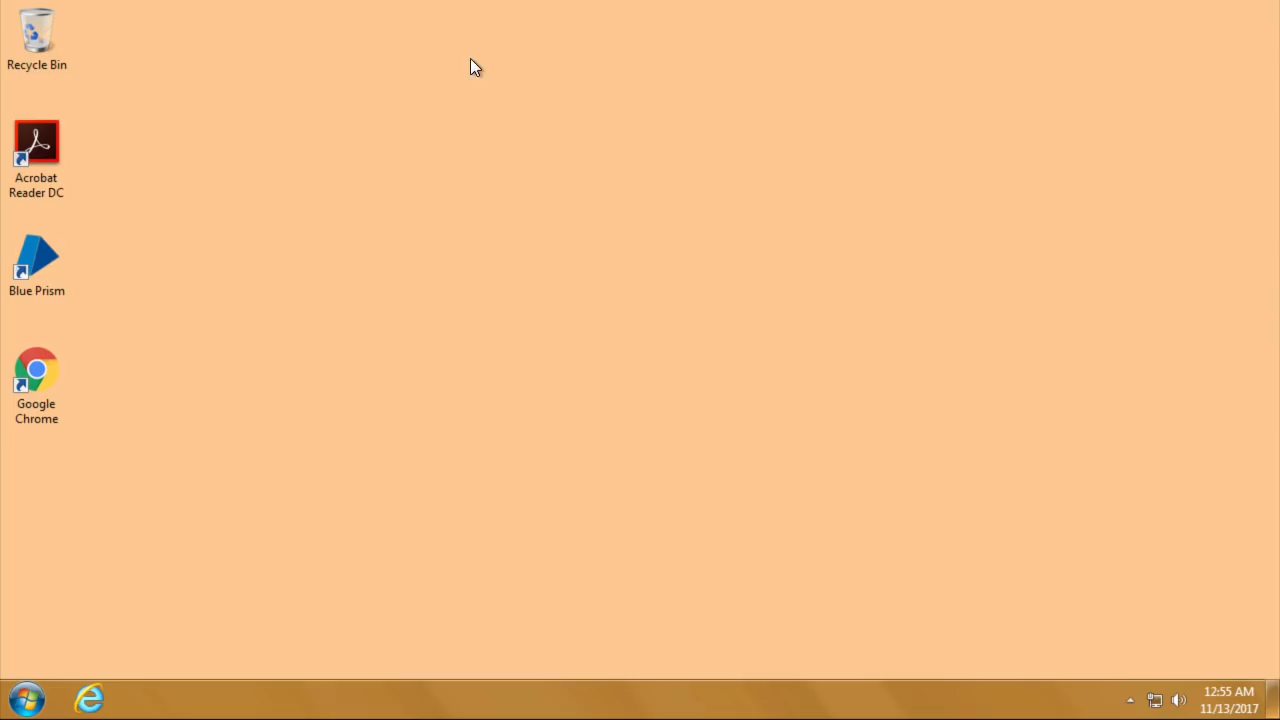 Recycle Bin
Acrobat
Reader DC
Blue Prism
Google
Chrome
12:55 AM
11/13/2017